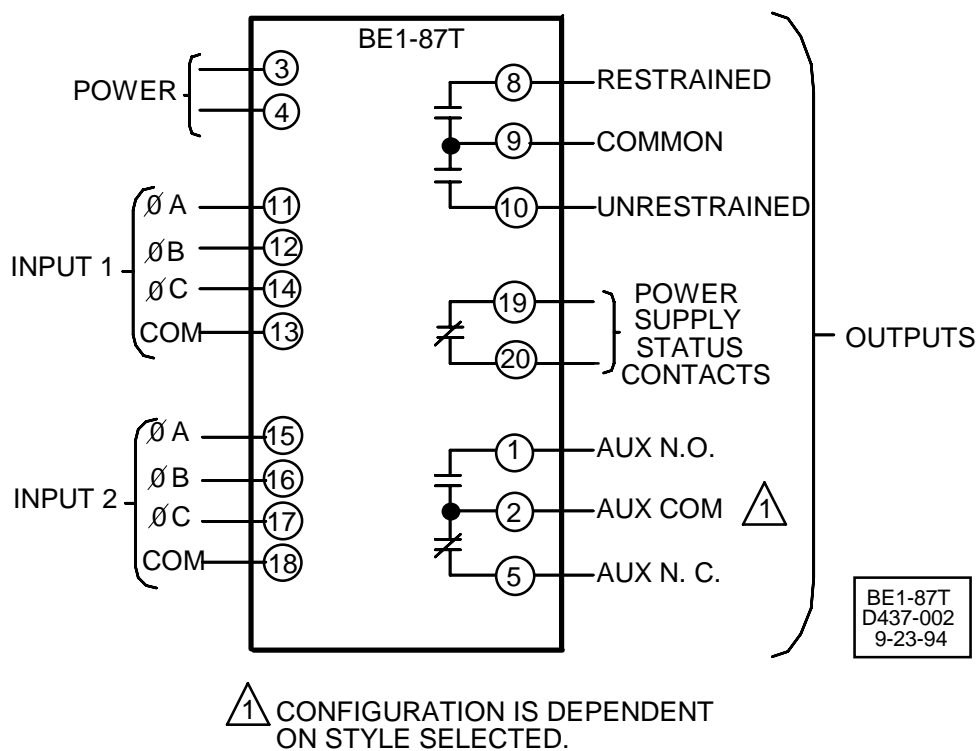 BE1-87T
POWER
3
4
INPUT 1
Ø A
11
ØB
12
ØC
14
COM
13
INPUT 2
Ø A
15
Ø B
16
ØC
17
COM
18
8
RESTRAINED
9
COMMON
10
UNRESTRAINED
19
20
POWER
SUPPLY
STATUS
CONTACTS
1
AUX N.O.
2
AUX COM
1
5
AUX N. C.
OUTPUTS
BE1-87T
D437-002
9-23-94
1 CONFIGURATION IS DEPENDENT
ON STYLE SELECTED.